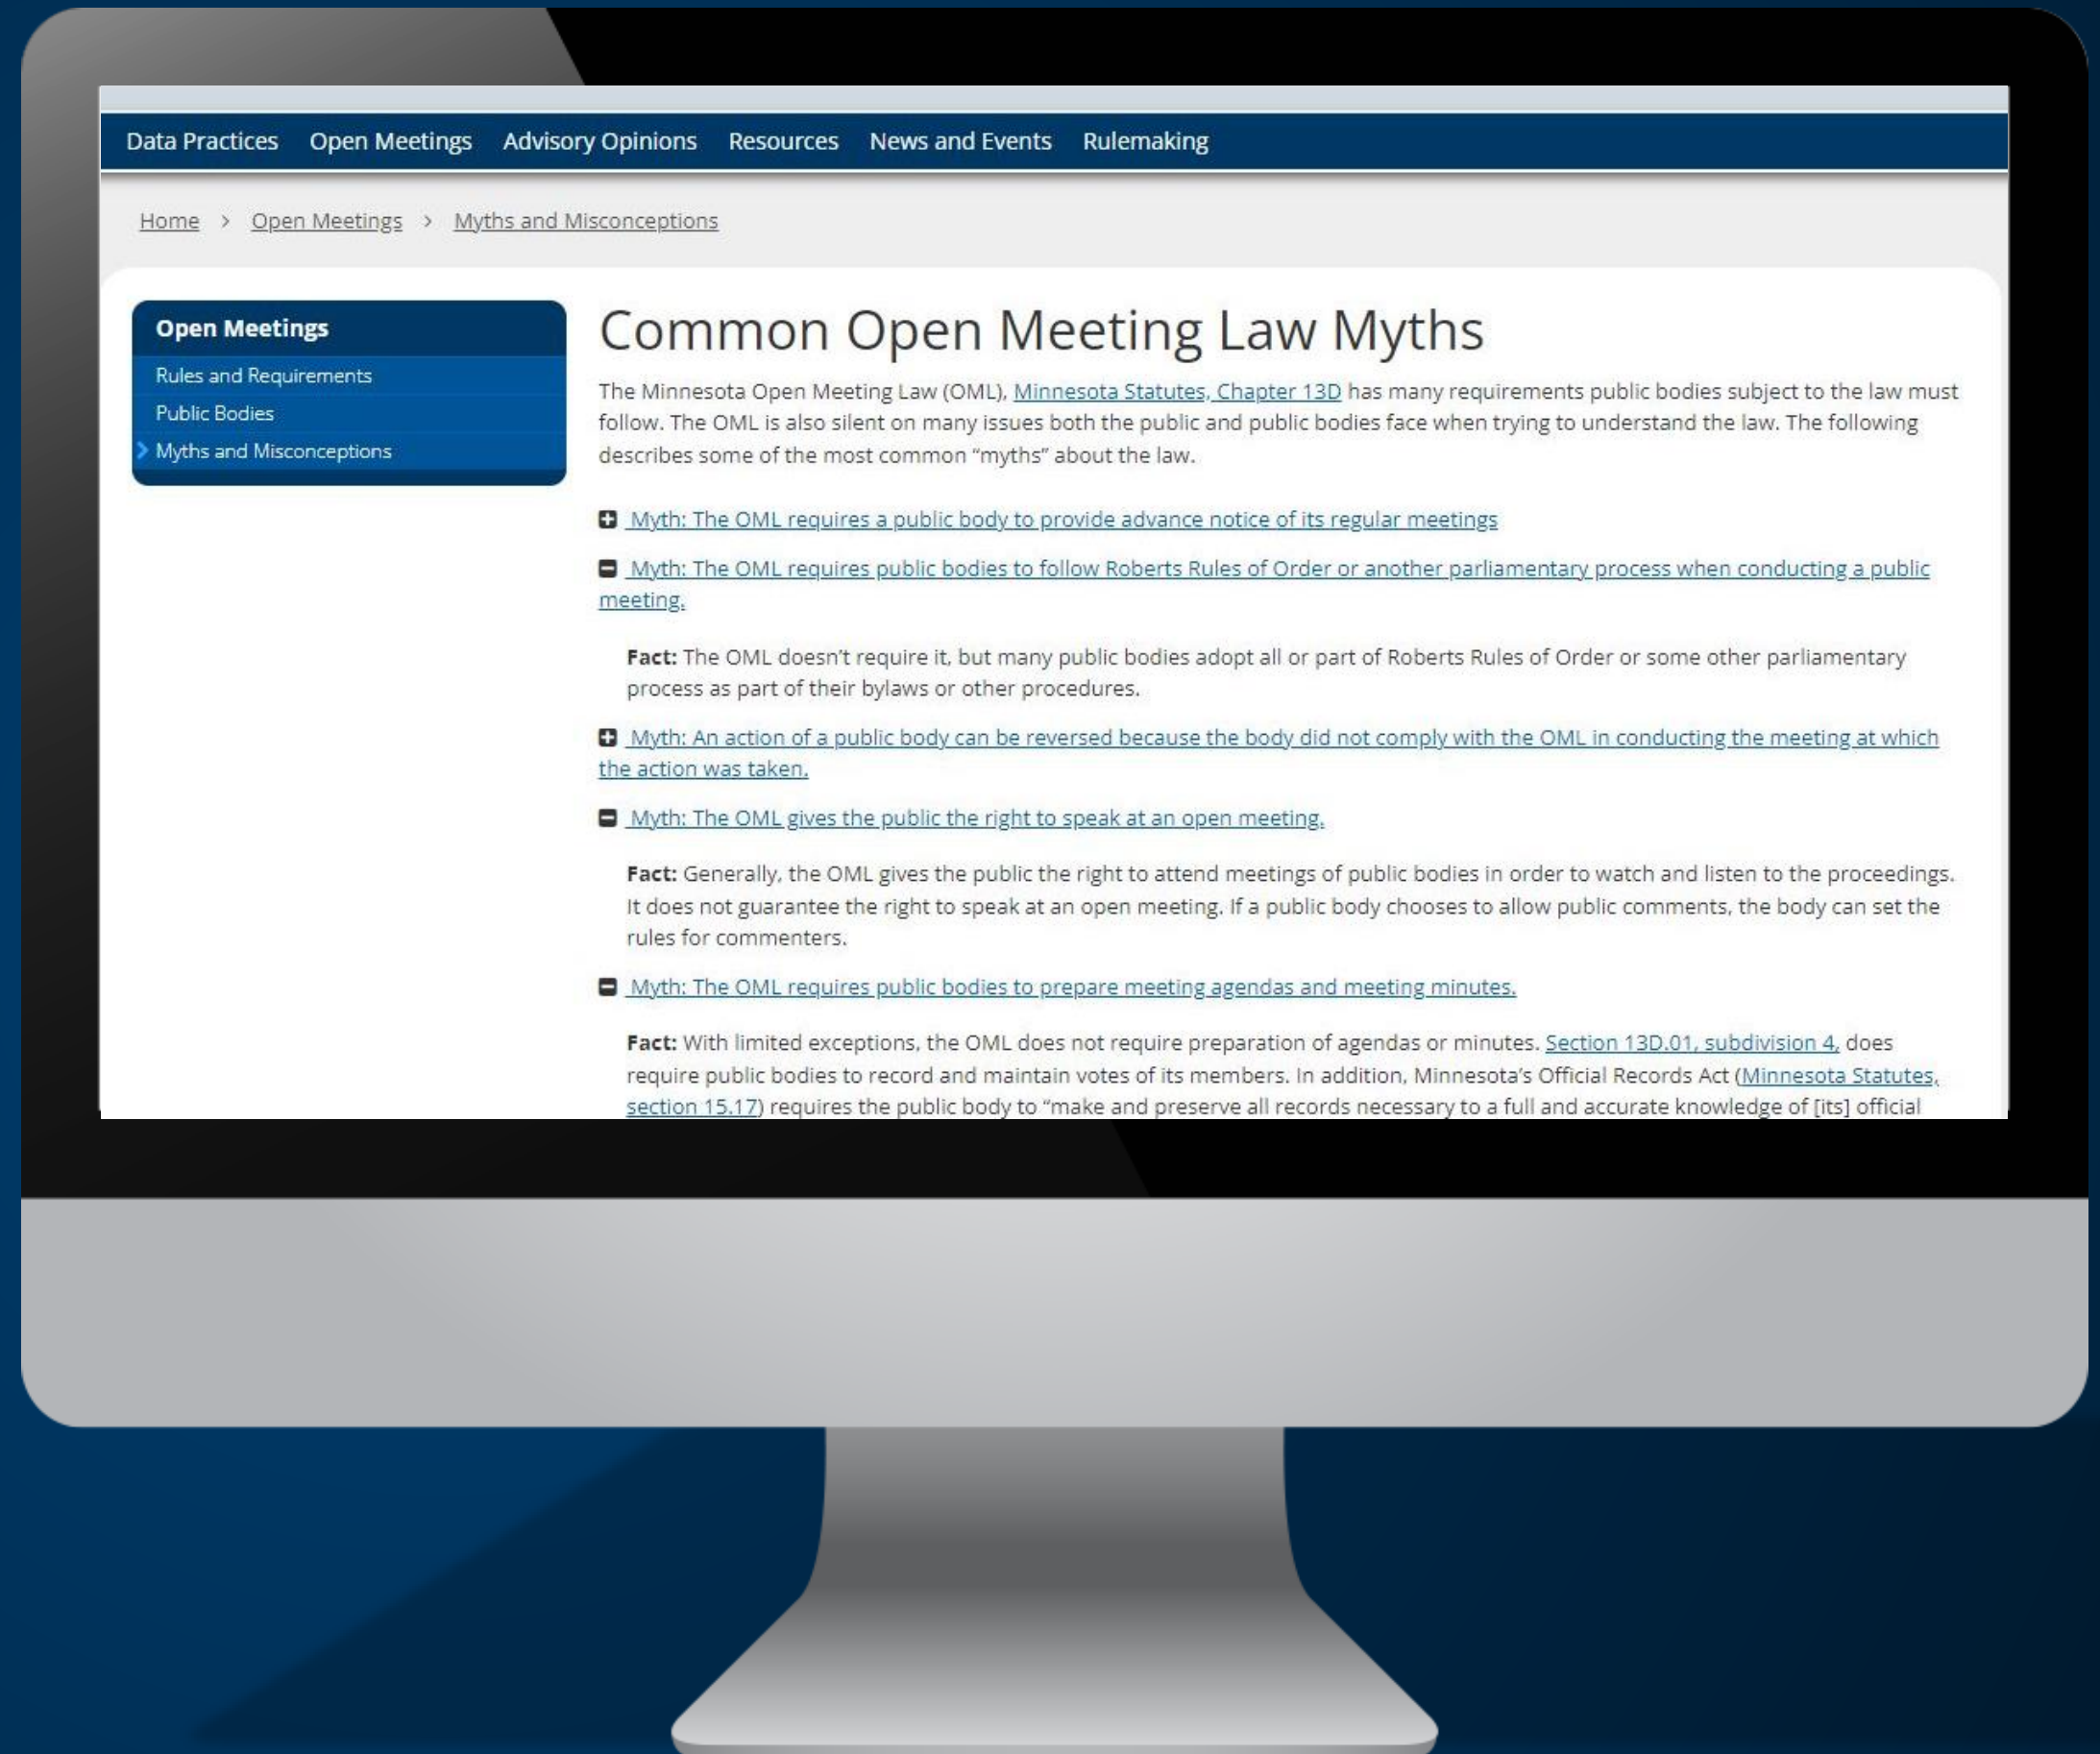 Data Practices Open Meetings Advisory Opinions Resources News and Events Rulemaking
Home > Open Meetings > Myths and Misconceptions
Open Meetings
Rules and Requirements
Public Bodies
Myths and Misconceptions
Common Open Meeting Law Myths
The Minnesota Open Meeting Law (OML), Minnesota Statutes, Chapter 13D has many requirements public bodies subject to the law must
follow. The OML is also silent on many issues both the public and public bodies face when trying to understand the law. The following
describes some of the most common “myths” about the law.
Myth: The OML requires a public body to provide advance notice of its regular meetings
Myth: The OML requires public bodies to follow Roberts Rules of Order or another parliamentary process when conducting a public
meeting.
Fact: The OML doesn’t require it, but many public bodies adopt all or part of Roberts Rules of Order or some other parliamentary
process as part of their bylaws or other procedures.
Myth: An action of a public body can be reversed because the body did not comply with the OML in conducting the meeting at which
the action was taken.
Myth: The OML gives the public the right to speak at an open meeting.
Fact: Generally, the OML gives the public the right to attend meetings of public bodies in order to watch and listen to the proceedings.
It does not guarantee the right to speak at an open meeting. If a public body chooses to allow public comments, the body can set the
rules for commenters.
Myth: The OML requires public bodies to prepare meeting agendas and meeting minutes.
Fact: With limited exceptions, the OML does not require preparation of agendas or minutes. Section 13D.01, subdivision 4, does
require public bodies to record and maintain votes of its members. In addition, Minnesota’s Official Records Act (Minnesota Statutes,
section 15.17) requires the public body to “make and preserve all records necessary to a full and accurate knowledge of [its] official